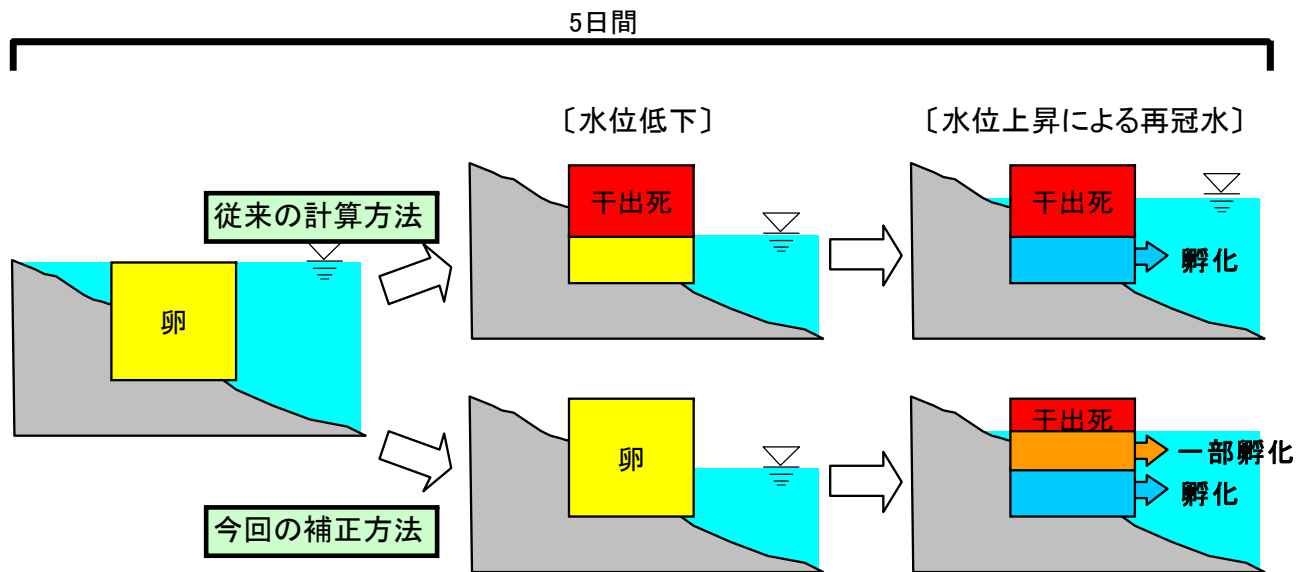 5日間
〔水位低下〕
〔水位上昇による再冠水〕
従来の計算方法
干出死
干出死
孵化
卵
卵
干出死
一部孵化
孵化
今回の補正方法